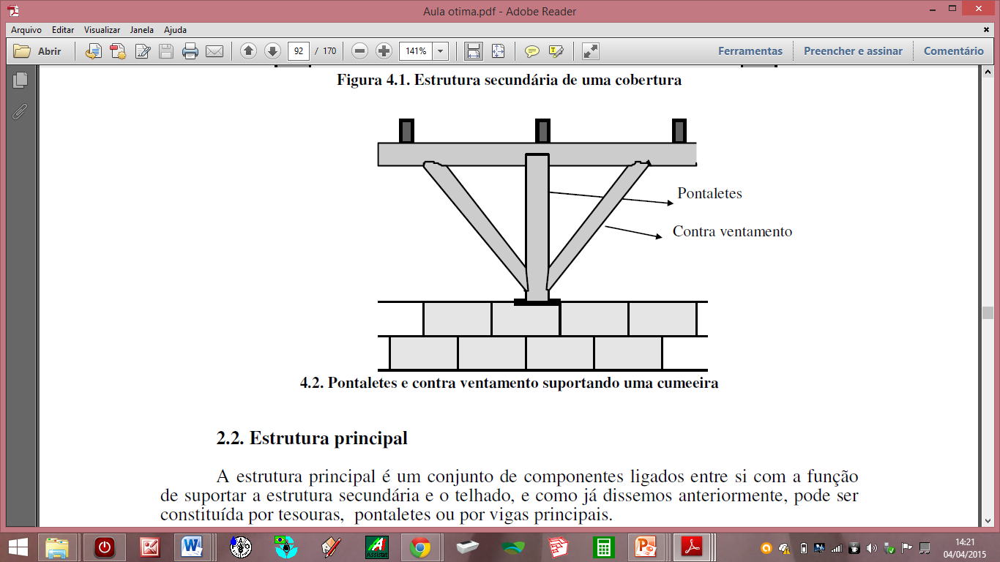 Aula otima.pdf - Adobe Reader
Arquivo Editar Visualizar Janela Ajuda
Abrir 92 / 170 141% Ferramentas Preencher e assinar Comentário
Figura 4.1. Estrutura secundária de uma cobertura
Pontaletes
Contra ventamento
4.2. Pontaletes e contra ventamento suportando uma cumeeira
2.2. Estrutura principal
A estrutura principal é um conjunto de componentes ligados entre si com a função
de suportar a estrutura secundária e o telhado, e como já dissemos anteriormente, pode ser
constituída por tesouras, pontaletes ou por vigas principais.
Assistat
14:21
04/04/2015